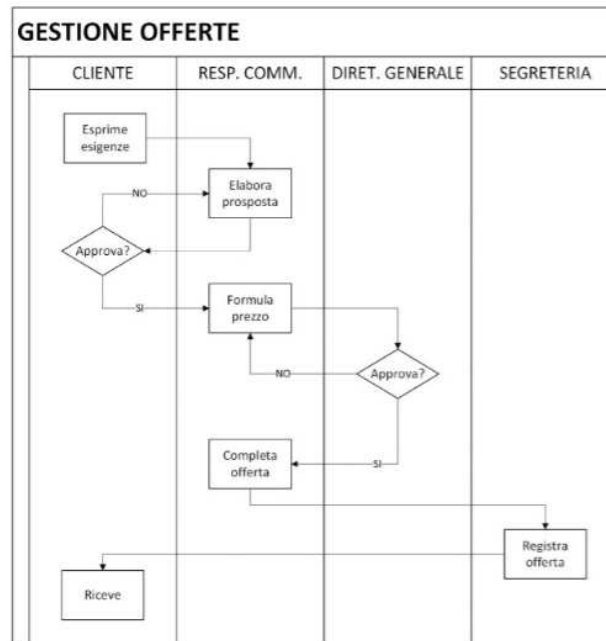 GESTIONE OFFERTE
CLIENTE
RESP. COMM.
DIRET. GENERALE
SEGRETERIA
Esprime
esigenze
Elabora
prosposta
NO
Approva?
SI
Formula
prezzo
NO
Approva?
SI
Completa
offerta
Registra
offerta
Riceve